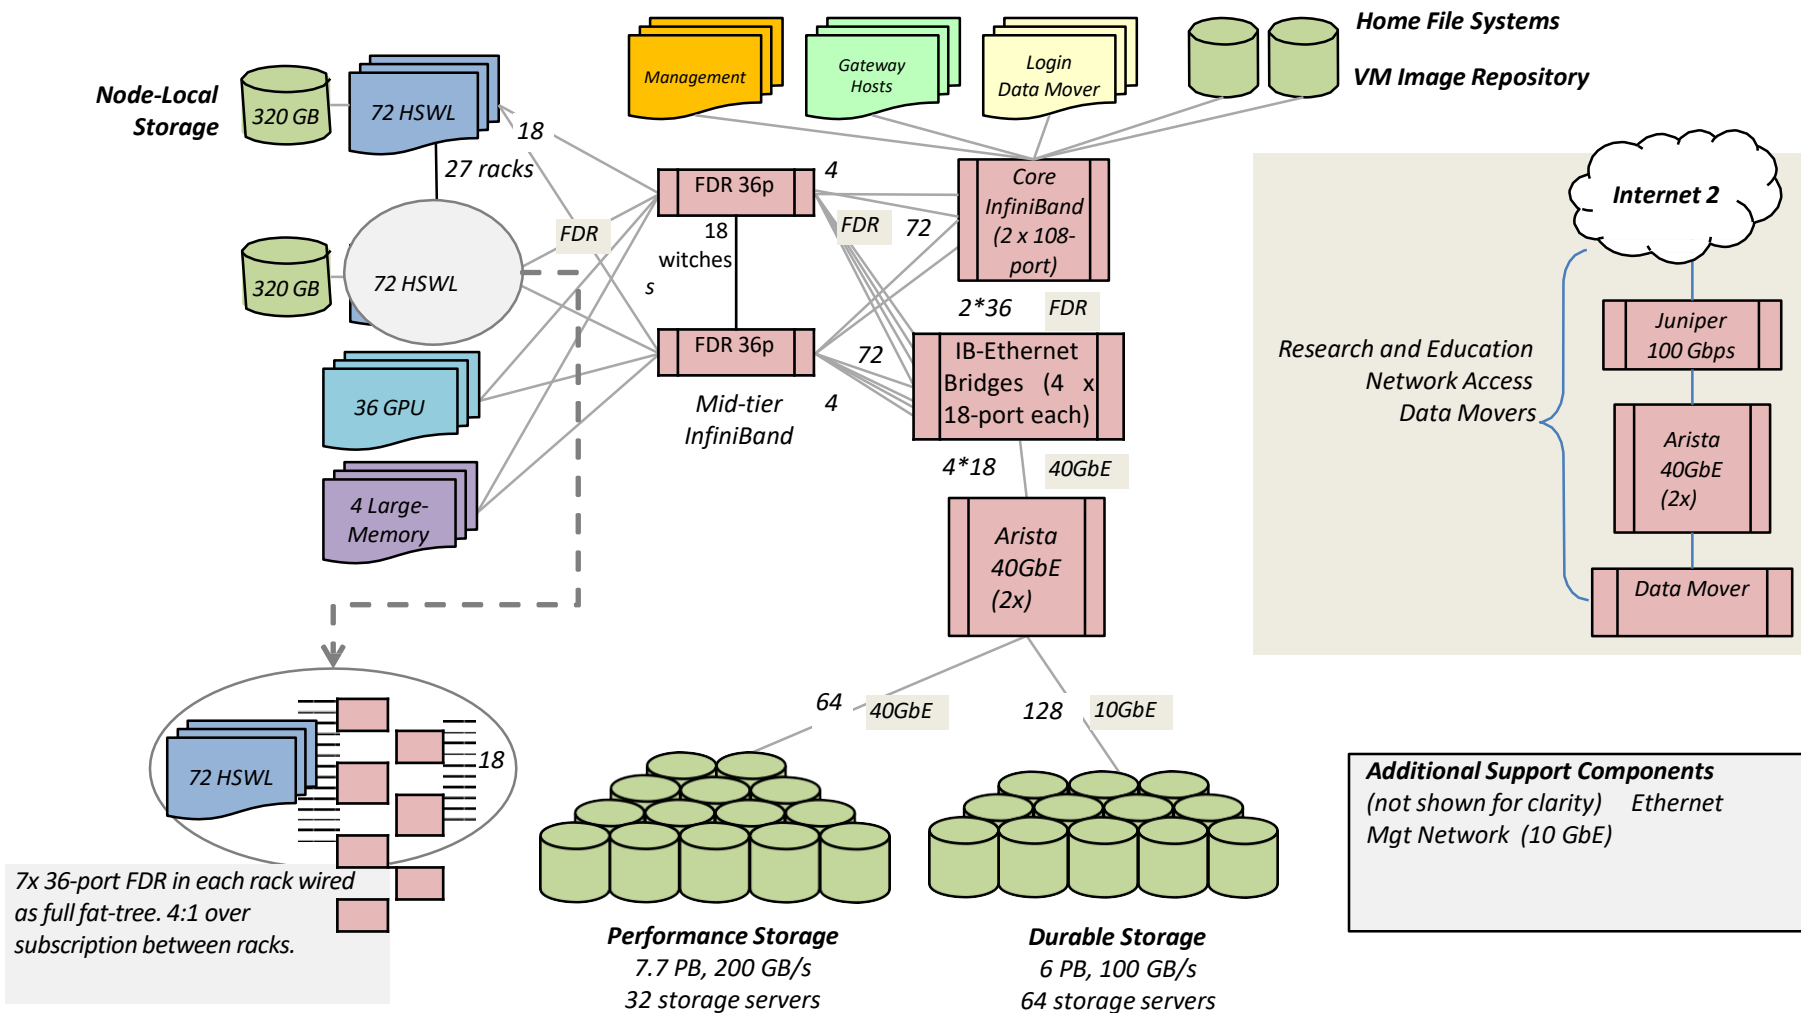 Home File Systems
VM Image Repository
Management
Gateway
Hosts
Login
Data Mover
Node-Local
Storage
320 GB
72 HSWL
18
27 racks
320 GB
72 HSWL
FDR
36 GPU
4 Large-
Memory
FDR 36p
18
witches
s
FDR 36p
Mid-tier
InfiniBand
4
FDR
72
72
4
Core
InfiniBand
(2 x 108-
port)
2*36
FDR
IB-Ethernet
Bridges (4 x
18-port each)
4*18
40GbE
Arista
40GbE
(2x)
64
40GbE
128
10GbE
Internet 2
Research and Education
Network Access
Data Movers
Juniper
100 Gbps
Arista
40GbE
(2x)
Data Mover
72 HSWL
18
7x 36-port FDR in each rack wired
as full fat-tree. 4:1 over
subscription between racks.
Performance Storage
7.7 PB, 200 GB/s
32 storage servers
Durable Storage
6 PB, 100 GB/s
64 storage servers
Additional Support Components
(not shown for clarity) Ethernet
Mgt Network (10 GbE)